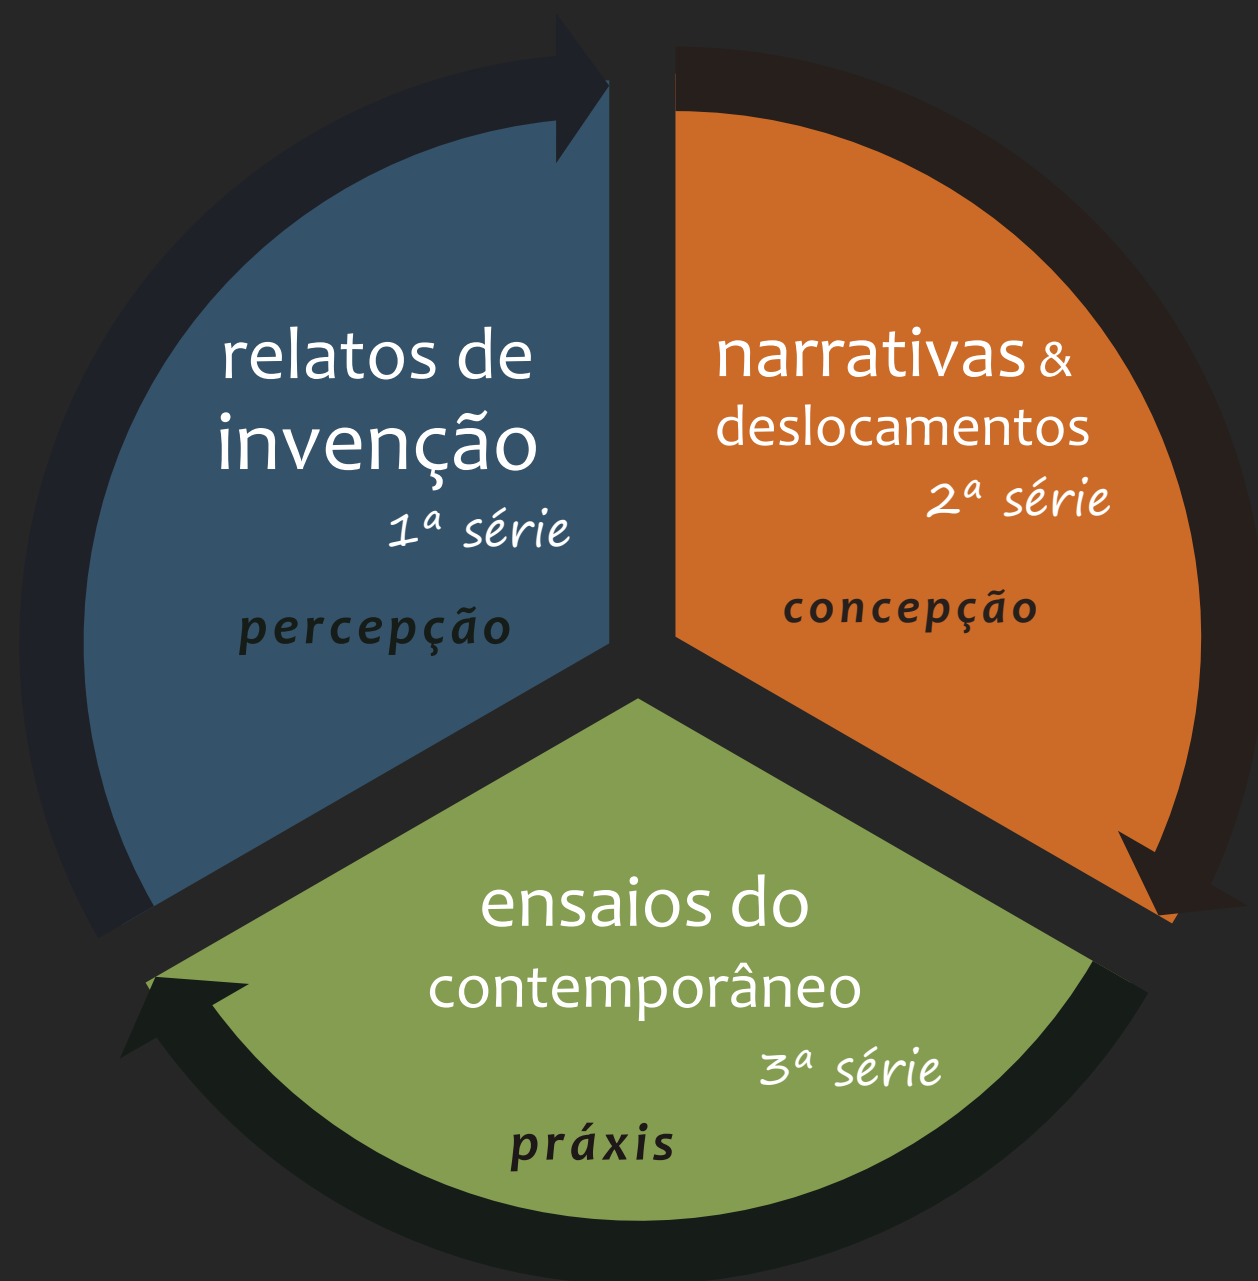 relatos de
invenção
1ª série
percepção
narrativas &
deslocamentos
2ª série
concepção
ensaios do
contemporâneo
3ª série
práxis